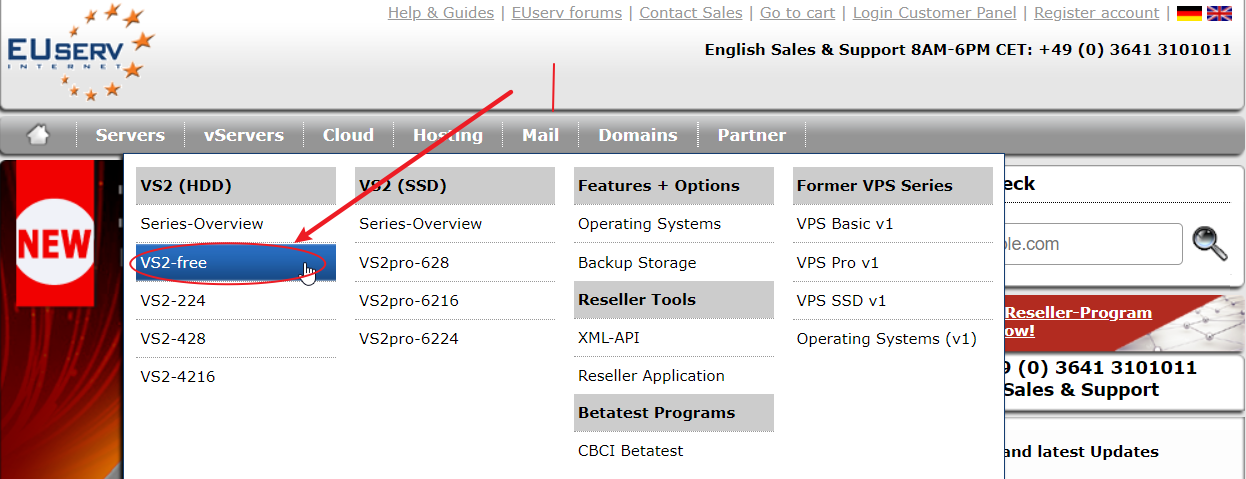 Help & Guides | EUserv forums | Contact Sales | Go to cart | Login Customer Panel | Register account |
EUSERV
INTERNET
English Sales & Support 8AM-6PM CET: +49 (0) 3641 3101011
Servers vServers Cloud Hosting Mail Domains Partner
NEW
VS2 (HDD)
Series-Overview
VS2-free
VS2-224
VS2-428
VS2-4216
VS2 (SSD)
Series-Overview
VS2pro-628
VS2pro-6216
VS2pro-6224
Features + Options
Operating Systems
Backup Storage
Reseller Tools
XML-API
Reseller Application
Betatest Programs
CBCI Betatest
Former VPS Series
VPS Basic v1
VPS Pro v1
VPS SSD v1
Operating Systems (v1)
eck
le.com
Reseller-Program
ow!
9 (0) 3641 3101011
Sales & Support
and latest Updates